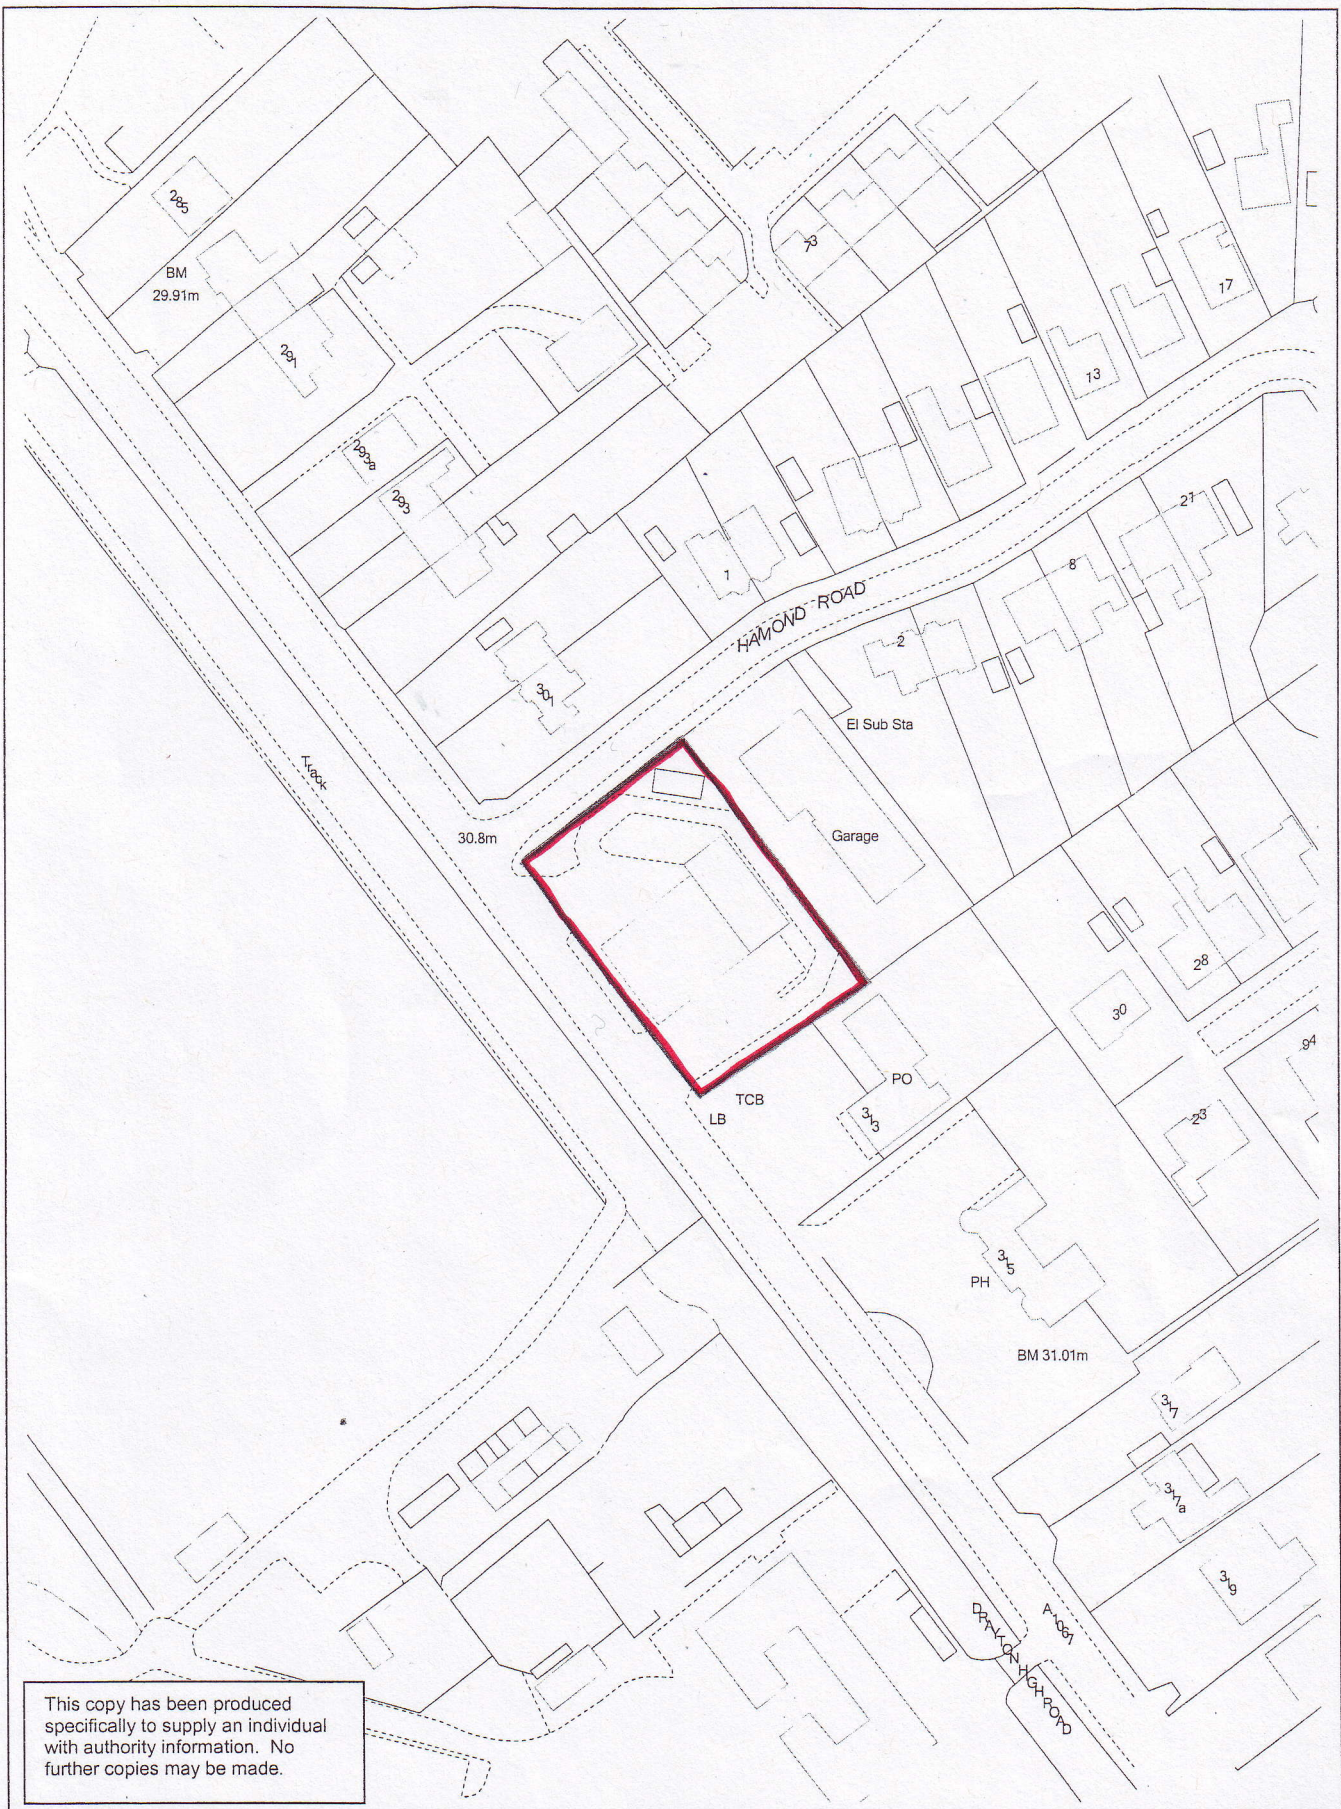 285
BM
29.91m
73
17
291
13
293a
293
21
1
8
HAMOND ROAD
2
301
El Sub Sta
Track
30.8m
Garage
28
30
94
PO
TCB
LB
313
23
315
PH
BM 31.01m
317
317a
319
A 1067
DRAYTON HIGH ROAD
This copy has been produced
specifically to supply an individual
with authority information. No
further copies may be made.